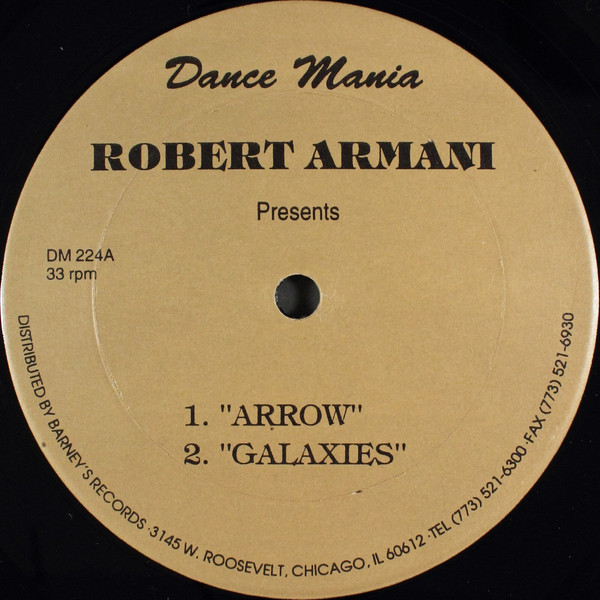 Dance Mania
ROBERT ARMANI
Presents
DM 224A
33 rpm
1. "ARROW"
2. "GALAXIES"
DISTRIBUTED BY BARNEY'S RECORDS · 3145 W. ROOSEVELT, CHICAGO, IL 60612 · TEL (773) 521-6300 · FAX (773) 521-6930